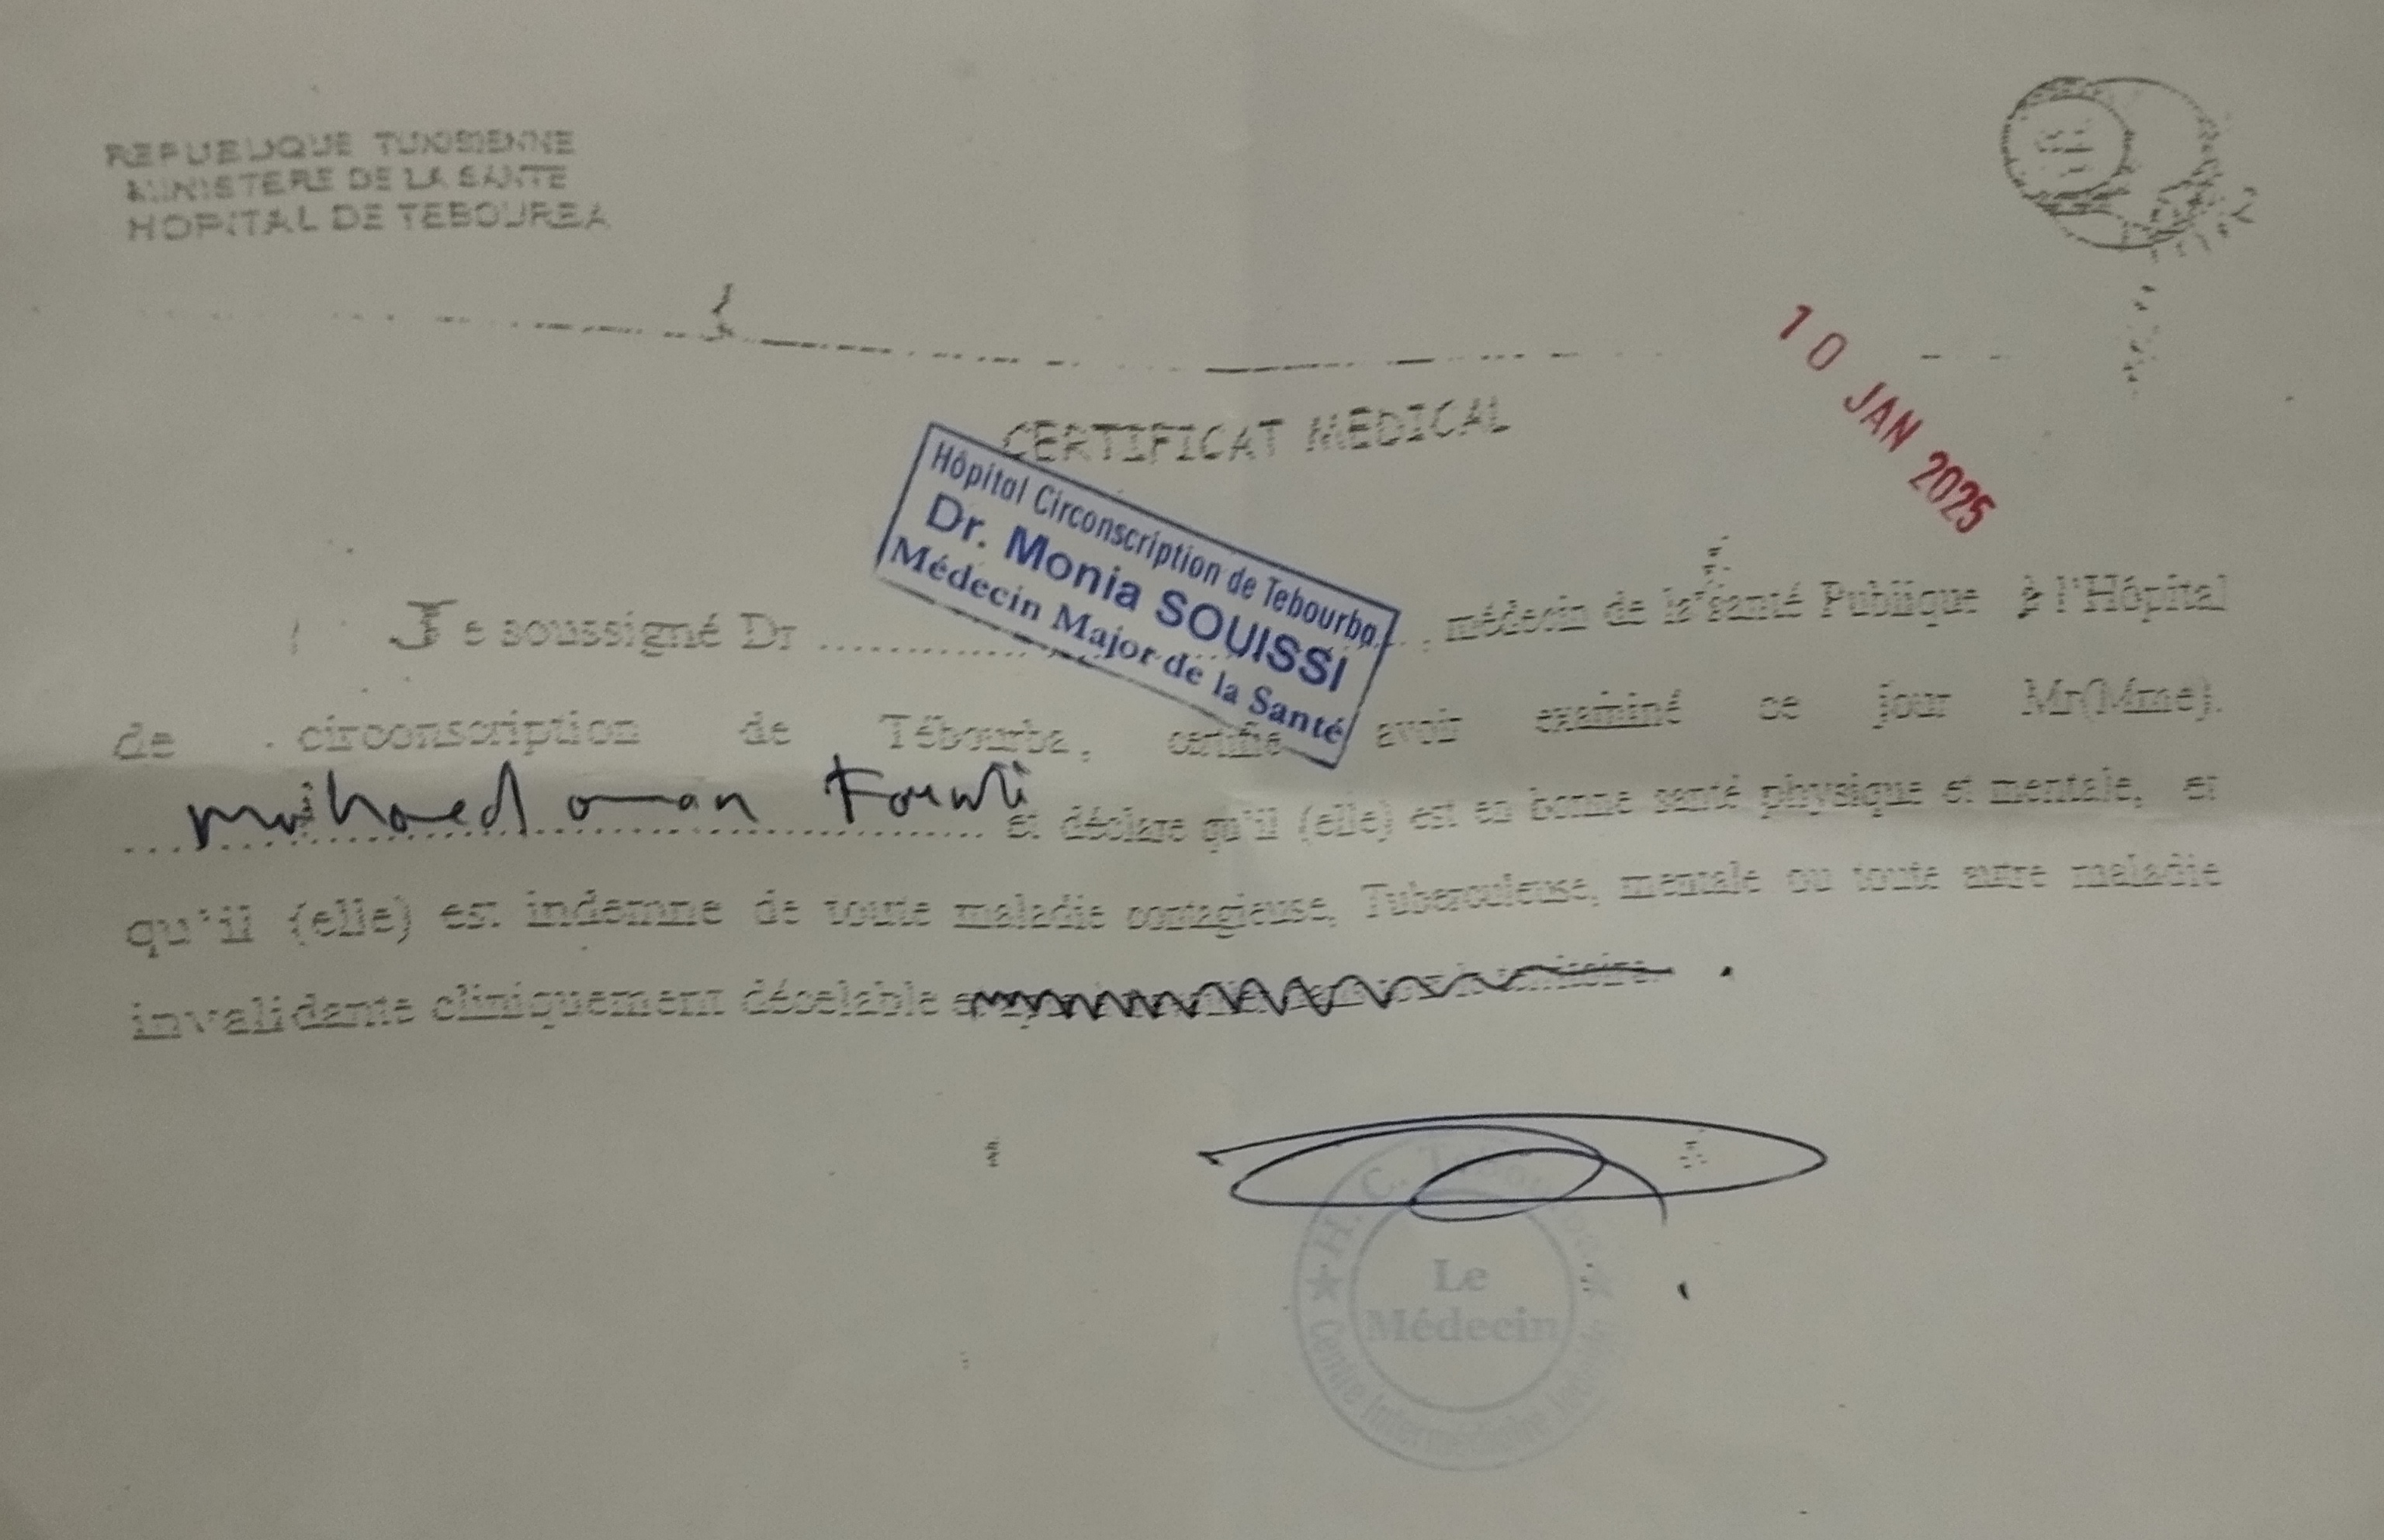 REPUBLIQUE TUNISIENNE
MINISTERE DE LA SANTE
HOPITAL DE TEBOURBA
10 JAN 2025
CERTIFICAT MEDICAL
Hôpital Circonscription de Tebourba
Dr. Monia SOUISSI
Médecin Major de la Santé
Je soussigné Dr ..................., médecin de la santé Publique à l'Hôpital
de circonscription de Tébourba, certifie avoir examiné ce jour Mr(Mme).
et déclare qu'il (elle) est en bonne santé physique et mentale, et
qu'il (elle) est indemne de toute maladie contagieuse, Tuberculeuse, mentale ou toute autre maladie
invalidante cliniquement décelable
H. C. Tebourba
Le
Médecin
Centre Intermédiaire